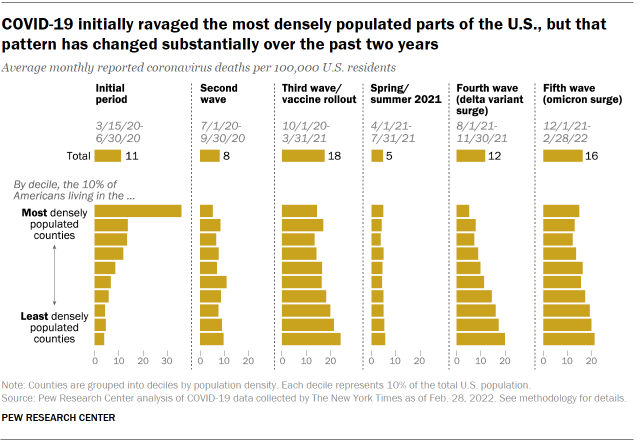 COVID-19 initially ravaged the most densely populated parts of the U.S., but that
pattern has changed substantially over the past two years
Average monthly reported coronavirus deaths per 100,000 U.S. residents
Initial
period
3/15/20-
6/30/20
Second
wave
7/1/20-
9/30/20
Third wave/
vaccine rollout
10/1/20-
3/31/21
Spring/
summer 2021
4/1/21-
7/31/21
Fourth wave
(delta variant
surge)
8/1/21-
11/30/21
Fifth wave
(omicron surge)
12/1/21-
2/28/22
Total 11 8 18 5 12 16
By decile, the 10% of
Americans living in the ...
Most densely
populated
counties
Least densely
populated
counties
0 10 20 30 0 20 0 20 0 20 0 20 0 20
Note: Counties are grouped into deciles by population density. Each decile represents 10% of the total U.S. population.
Source: Pew Research Center analysis of COVID-19 data collected by The New York Times as of Feb. 28, 2022. See methodology for details.
PEW RESEARCH CENTER